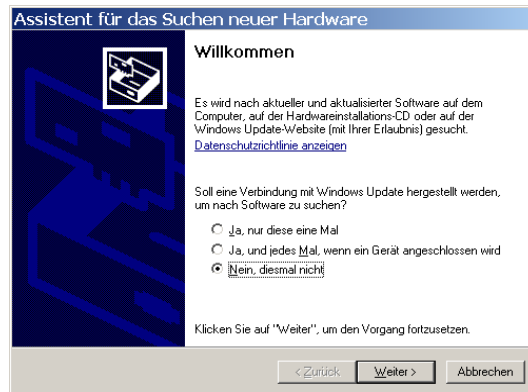 Assistent für das Suchen neuer Hardware
Willkommen
Es wird nach aktueller und aktualisierter Software auf dem
Computer, auf der Hardwareinstallations-CD oder auf der
Windows Update-Website (mit Ihrer Erlaubnis) gesucht.
Datenschutzrichtlinie anzeigen
Soll eine Verbindung mit Windows Update hergestellt werden,
um nach Software zu suchen?
Ja, nur diese eine Mal
Ja, und jedes Mal, wenn ein Gerät angeschlossen wird
Nein, diesmal nicht
Klicken Sie auf "Weiter", um den Vorgang fortzusetzen.
< Zurück Weiter > Abbrechen